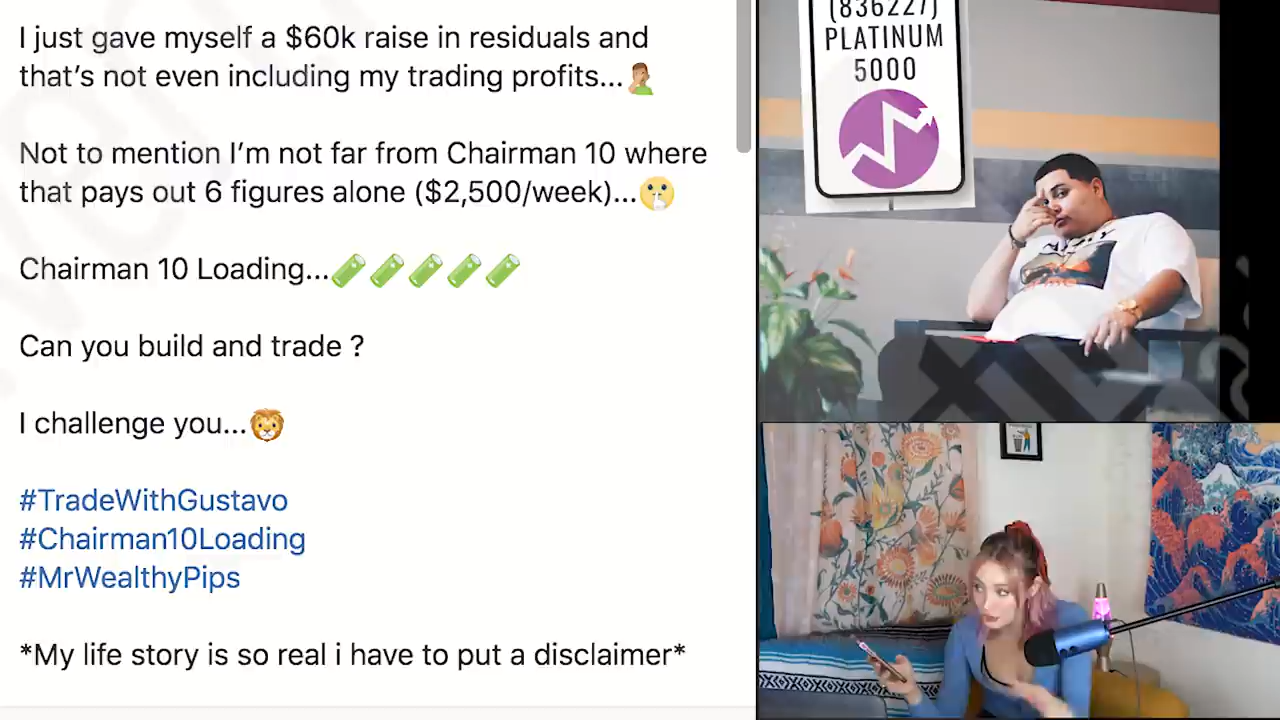 I just gave myself a $60k raise in residuals and
that’s not even including my trading profits...🤦🏽‍♂️
Not to mention I’m not far from Chairman 10 where
that pays out 6 figures alone ($2,500/week)...🤫
Chairman 10 Loading...🔋🔋🔋🔋🔋
Can you build and trade ?
I challenge you...🦁
#TradeWithGustavo
#Chairman10Loading
#MrWealthyPips
*My life story is so real i have to put a disclaimer*
(836227)
PLATINUM
5000